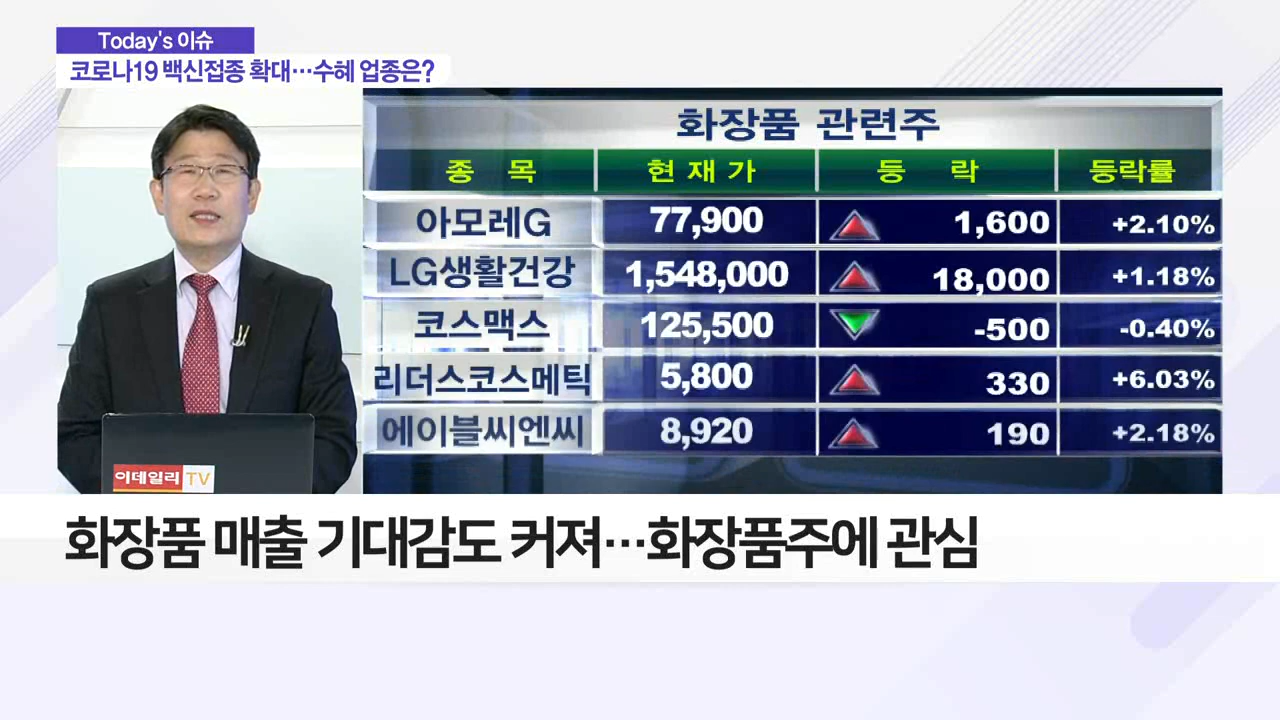 Today's 이슈
코로나19 백신접종 확대…수혜 업종은?
화장품 관련주
종 목 현 재 가 등 락 등락률
아모레G 77,900 1,600 +2.10%
LG생활건강 1,548,000 18,000 +1.18%
코스맥스 125,500 -500 -0.40%
리더스코스메틱 5,800 330 +6.03%
에이블씨엔씨 8,920 190 +2.18%
이데일리 TV
화장품 매출 기대감도 커져…화장품주에 관심